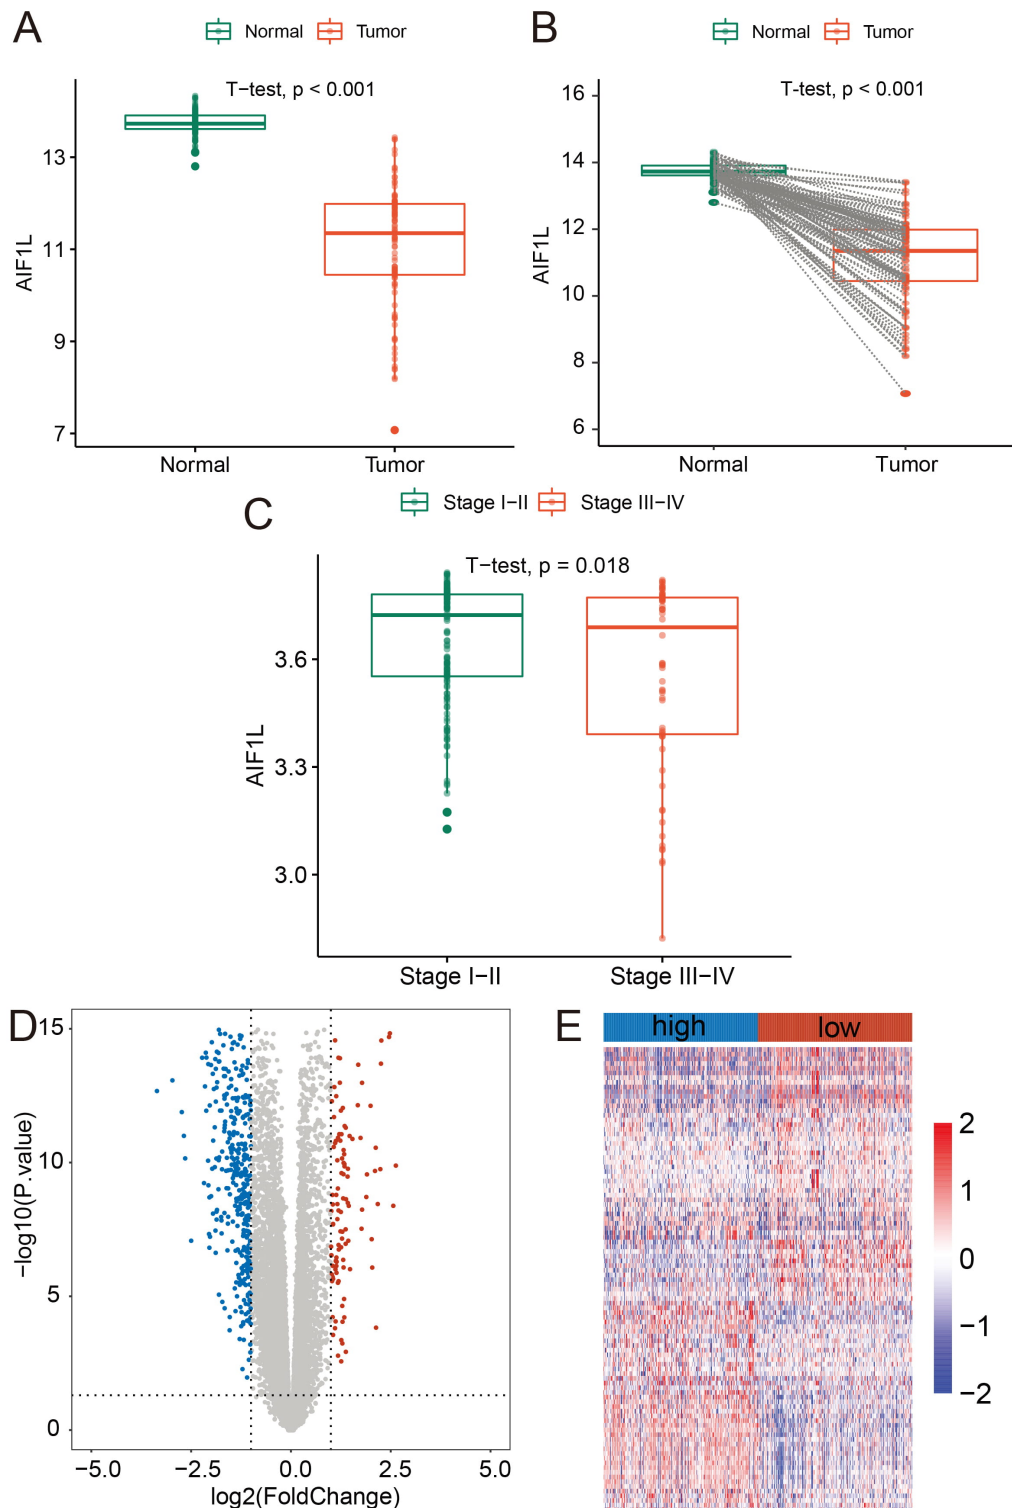 A
Normal
Tumor
T−test, p < 0.001
13
11
9
7
AIF1L
Normal
Tumor
B
Normal
Tumor
T-test, p < 0.001
16
14
12
10
8
6
AIF1L
Normal
Tumor
C
Stage I−II
Stage III−IV
T−test, p = 0.018
3.6
3.3
3.0
AIF1L
Stage I−II
Stage III−IV
D
15
10
5
0
−log10(P.value)
−5.0
−2.5
0.0
2.5
5.0
log2(FoldChange)
E
high
low
2
1
0
−1
−2